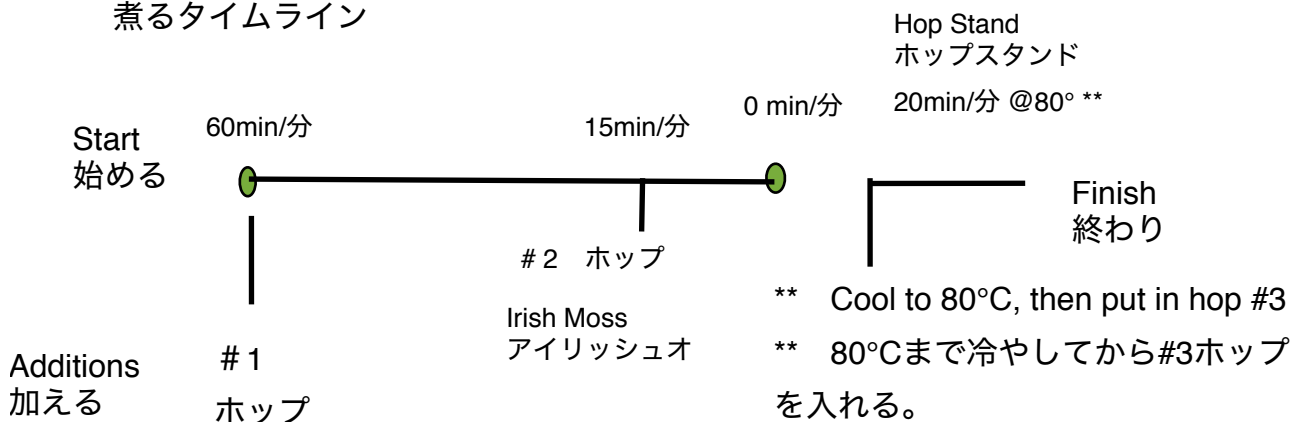 煮るタイムライン
Hop Stand
ホップスタンド
20min/分 @80° **
0 min/分
60min/分
15min/分
Start
始める
Finish
終わり
#2 ホップ
Irish Moss
アイリッシュオ
** Cool to 80°C, then put in hop #3
** 80°Cまで冷やしてから#3ホップ
を入れる。
Additions
加える
#1
ホップ